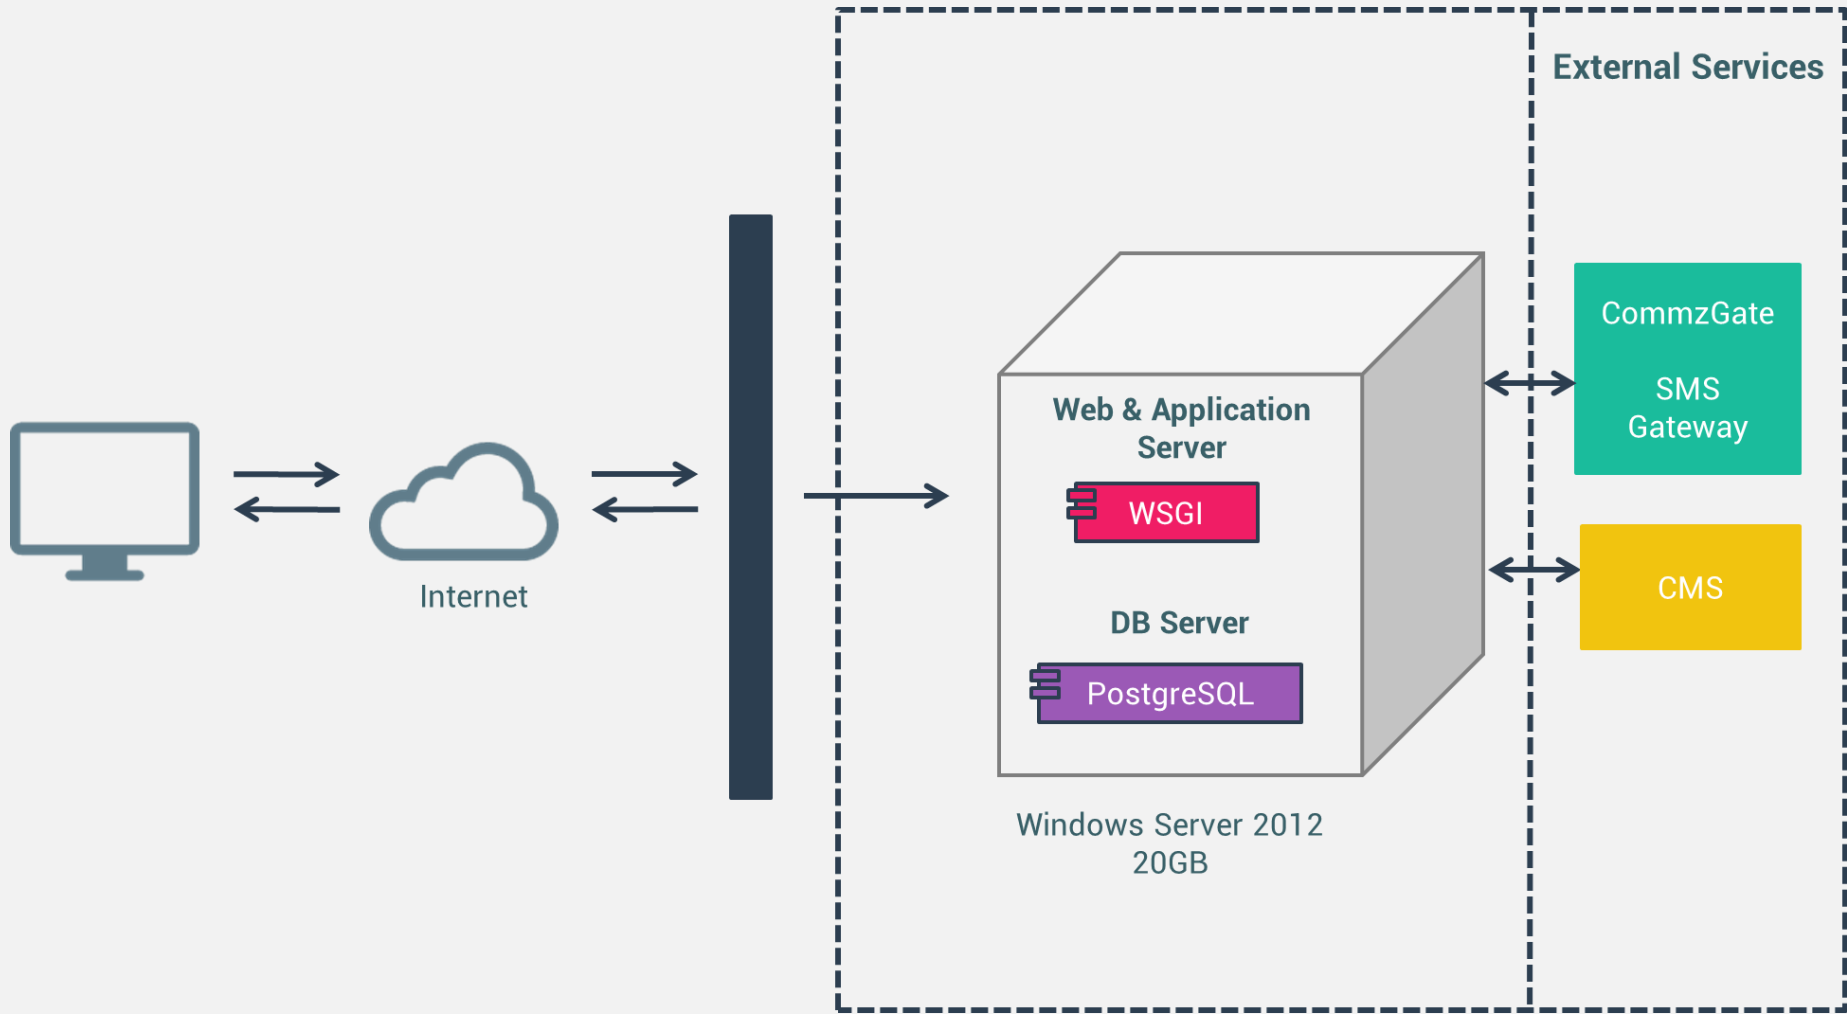 External Services
CommzGate
SMS
Gateway
Web & Application
Server
WSGI
Internet
CMS
DB Server
PostgreSQL
Windows Server 2012
20GB